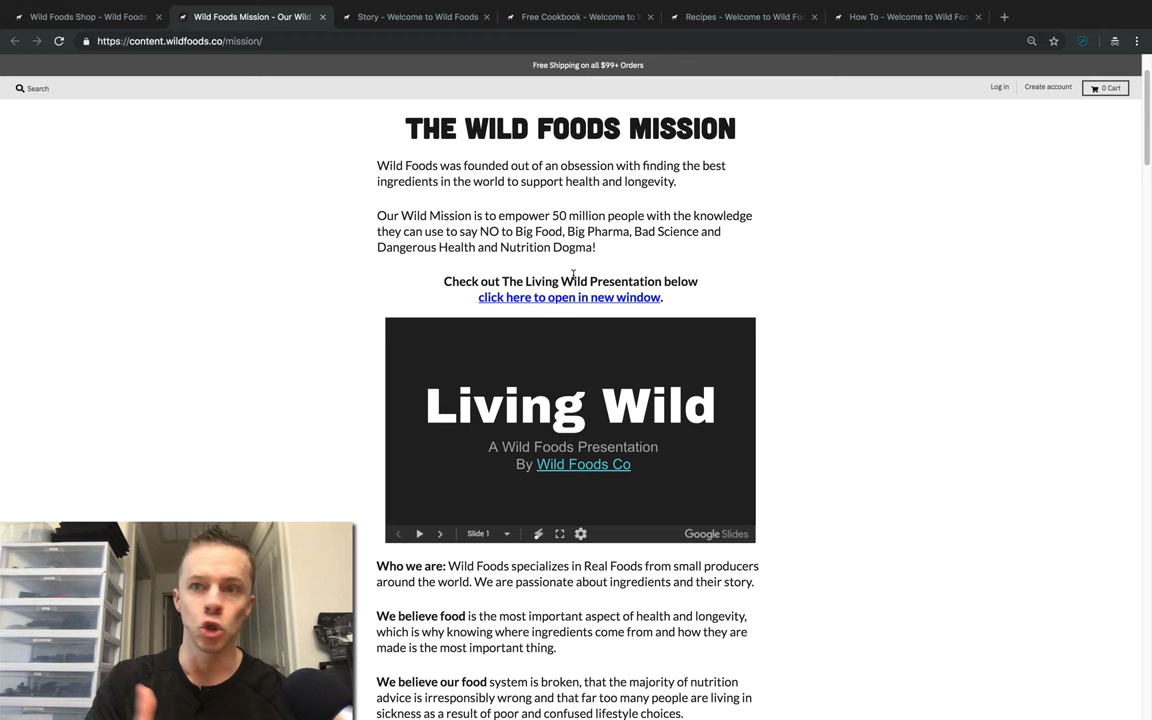 Wild Foods Shop - Wild Foods
Wild Foods Mission - Our Wild
Story - Welcome to Wild Foods
Free Cookbook - Welcome to
Recipes - Welcome to Wild Foo
How To - Welcome to Wild Foo
https://content.wildfoods.co/mission/
Free Shipping on all $99+ Orders
Search
Log in
Create account
0 Cart
THE WILD FOODS MISSION
Wild Foods was founded out of an obsession with finding the best
ingredients in the world to support health and longevity.
Our Wild Mission is to empower 50 million people with the knowledge
they can use to say NO to Big Food, Big Pharma, Bad Science and
Dangerous Health and Nutrition Dogma!
Check out The Living Wild Presentation below
click here to open in new window.
Living Wild
A Wild Foods Presentation
By Wild Foods Co
Slide 1
Google Slides
Who we are: Wild Foods specializes in Real Foods from small producers
around the world. We are passionate about ingredients and their story.
We believe food is the most important aspect of health and longevity,
which is why knowing where ingredients come from and how they are
made is the most important thing.
We believe our food system is broken, that the majority of nutrition
advice is irresponsibly wrong and that far too many people are living in
sickness as a result of poor and confused lifestyle choices.